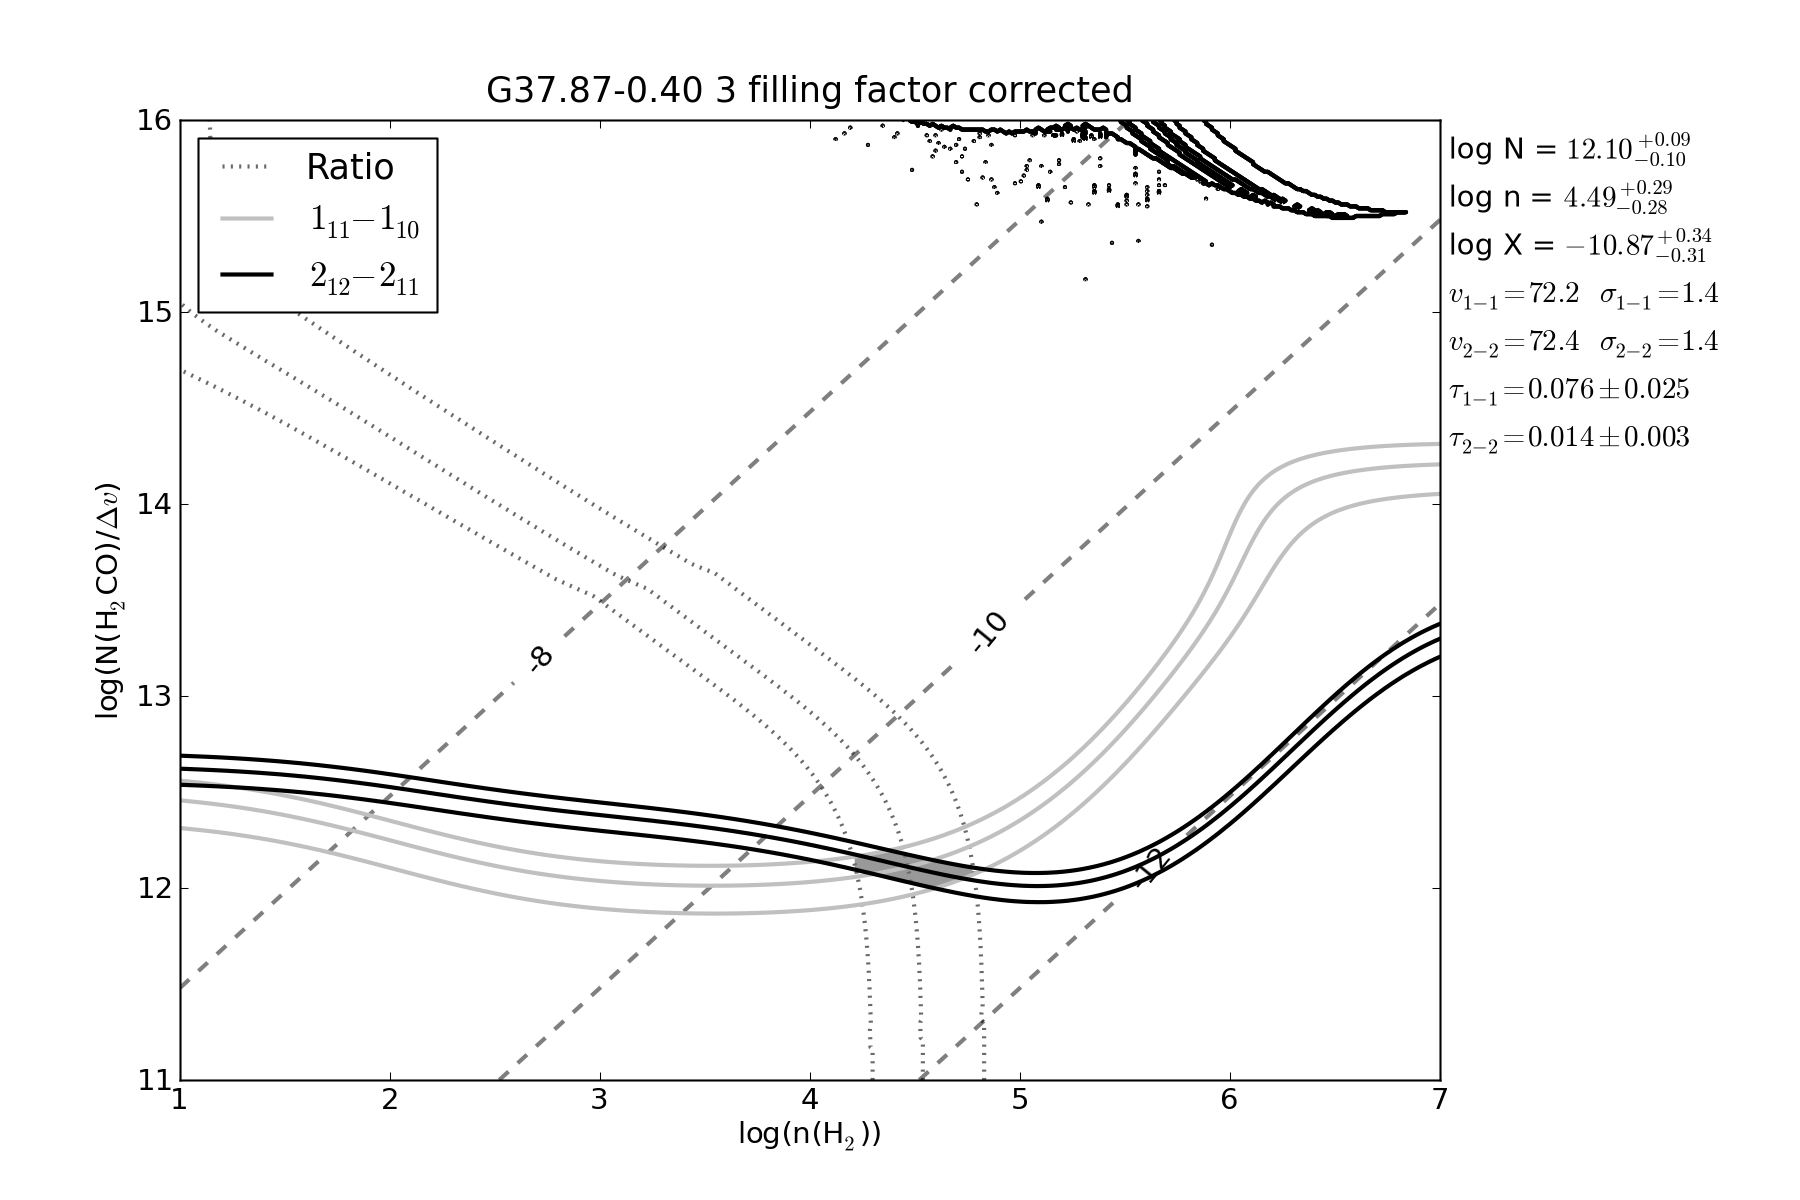 G37.87-0.40 3 filling factor corrected
16
15
14
13
12
11
log(N(H₂CO)/Δv)
Ratio
1₁₁−1₁₀
2₁₂−2₁₁
-8
-10
-12
1 2 3 4 5 6 7
log(n(H₂))
log N = 12.10 +0.09 −0.10
log n = 4.49 +0.29 −0.28
log X = −10.87 +0.34 −0.31
v₁₋₁=72.2 σ₁₋₁=1.4
v₂₋₂=72.4 σ₂₋₂=1.4
τ₁₋₁=0.076±0.025
τ₂₋₂=0.014±0.003